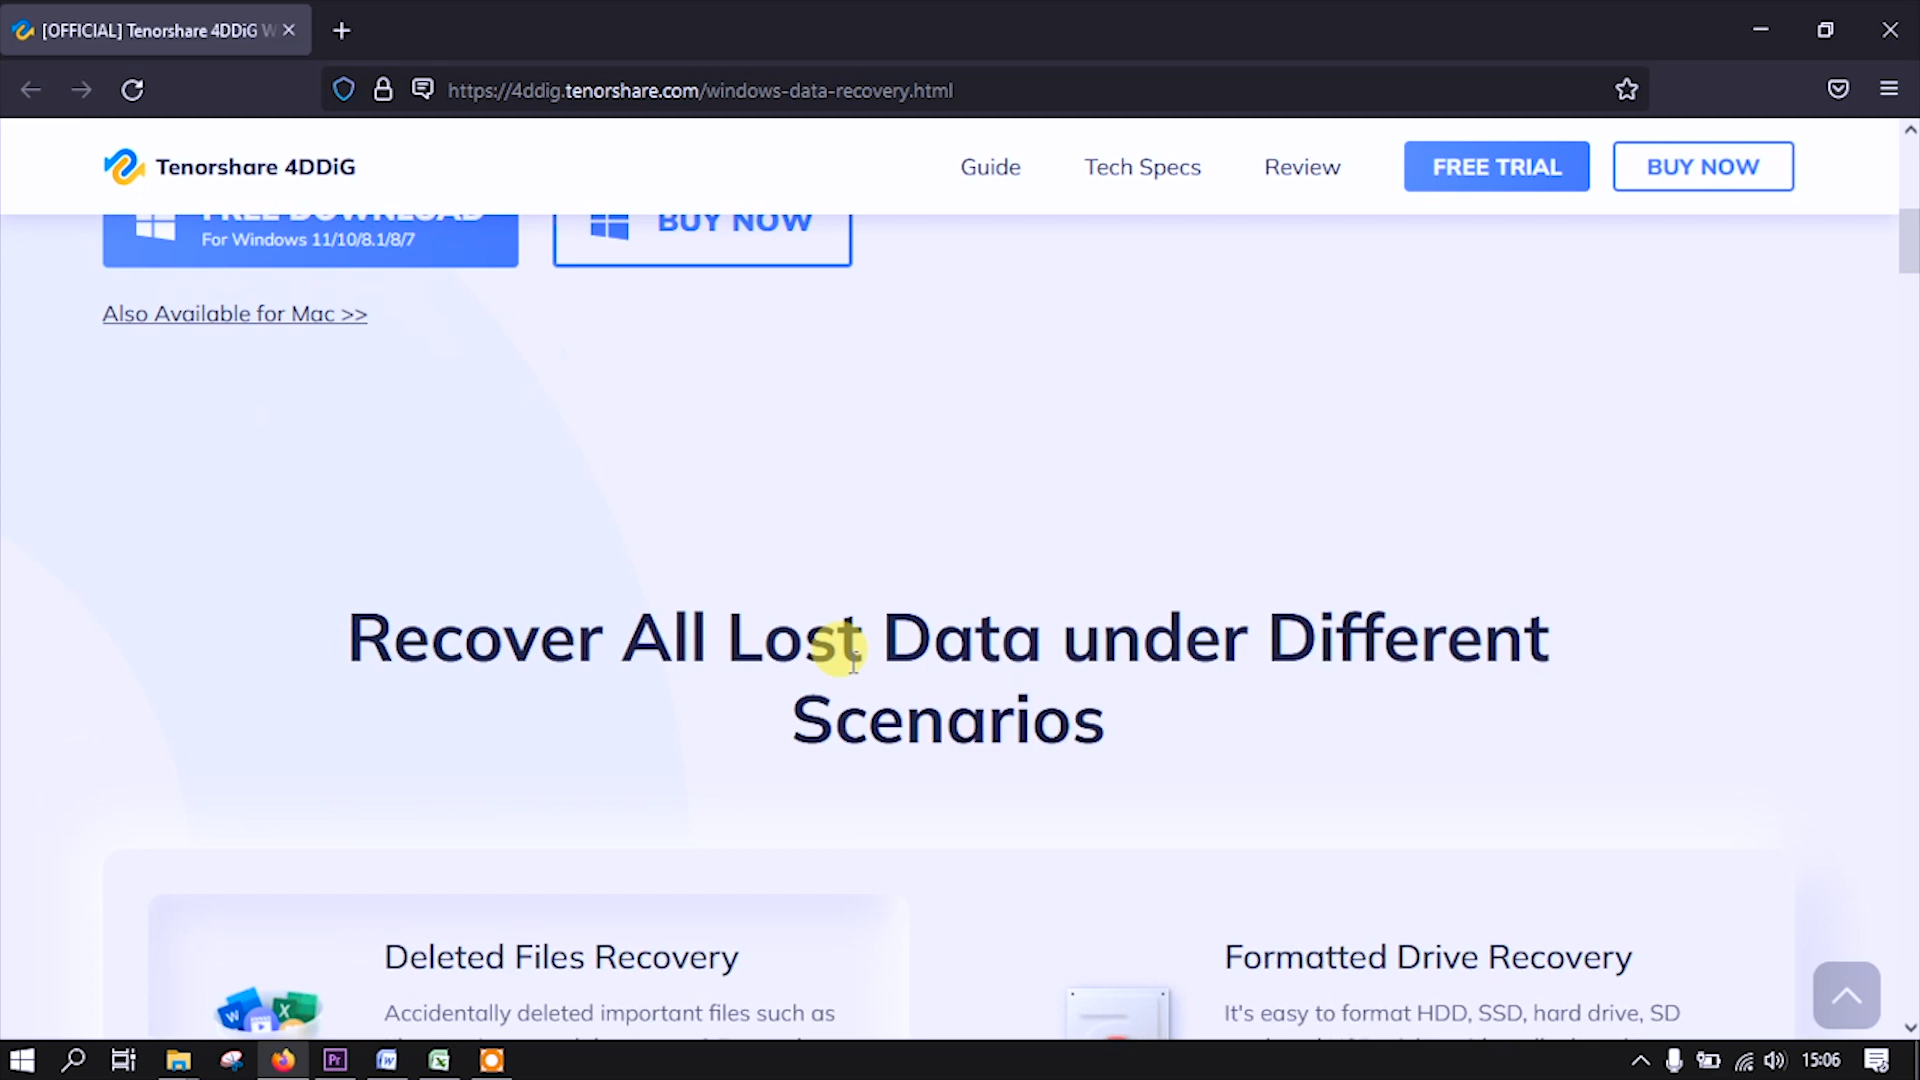 [OFFICIAL] Tenorshare 4DDiG W
https://4ddig.tenorshare.com/windows-data-recovery.html
Tenorshare 4DDiG
Guide
Tech Specs
Review
FREE TRIAL
BUY NOW
FREE DOWNLOAD
For Windows 11/10/8.1/8/7
BUY NOW
Also Available for Mac >>
Recover All Lost Data under Different
Scenarios
Deleted Files Recovery
Accidentally deleted important files such as
Formatted Drive Recovery
It's easy to format HDD, SSD, hard drive, SD
15:06